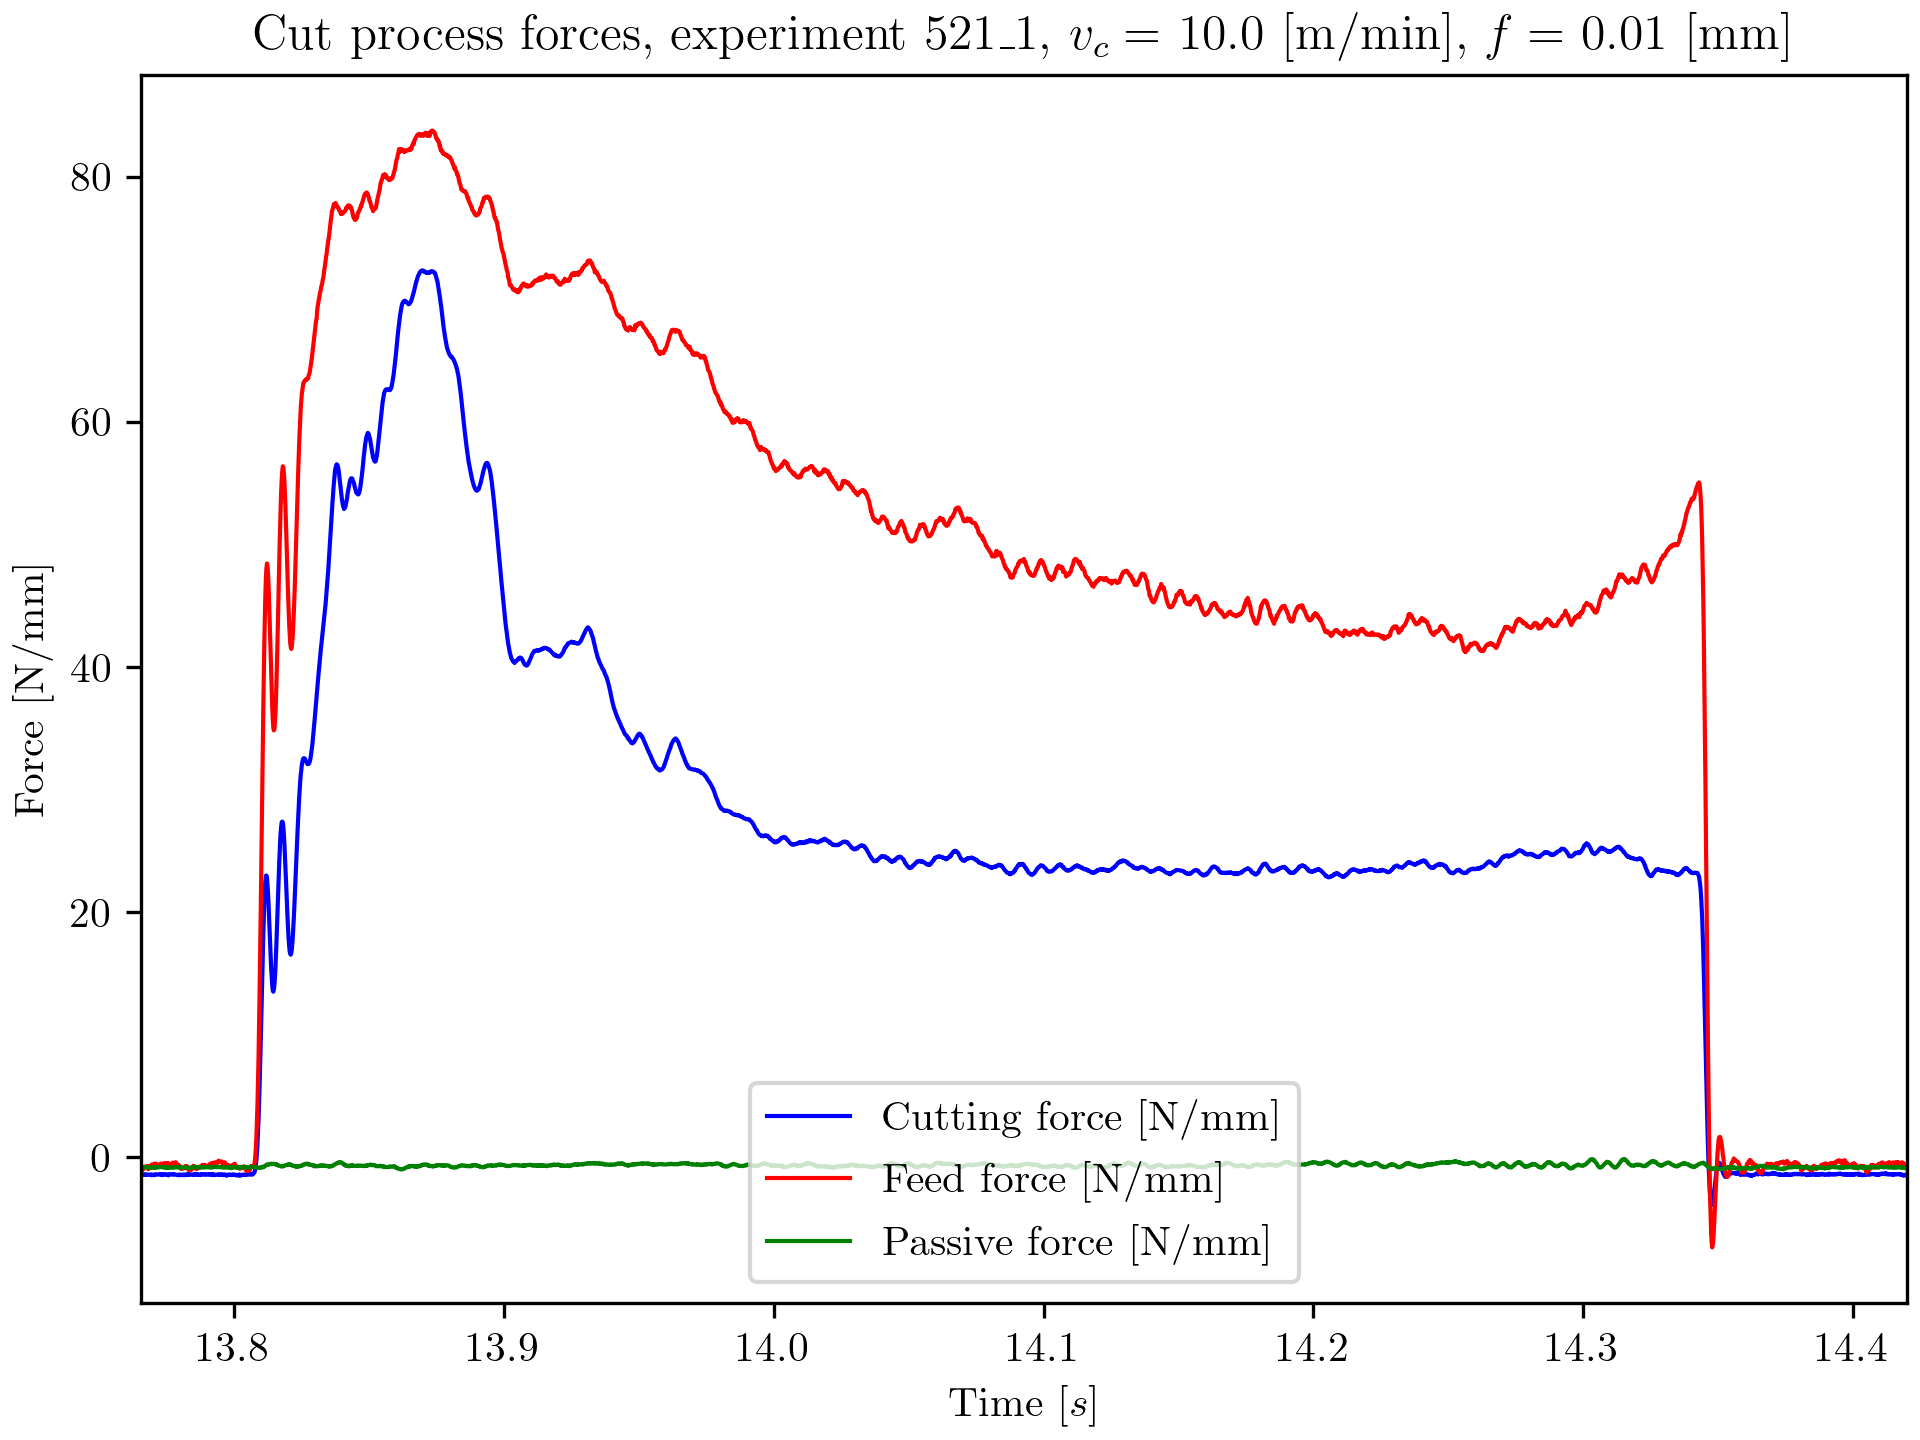 Cut process forces, experiment 521_1, v_c = 10.0 [m/min], f = 0.01 [mm]
Force [N/mm]
80
60
40
20
0
Cutting force [N/mm]
Feed force [N/mm]
Passive force [N/mm]
13.8 13.9 14.0 14.1 14.2 14.3 14.4
Time [s]